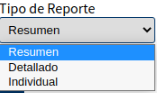 Tipo de Reporte
Resumen
Resumen
Detallado
Individual